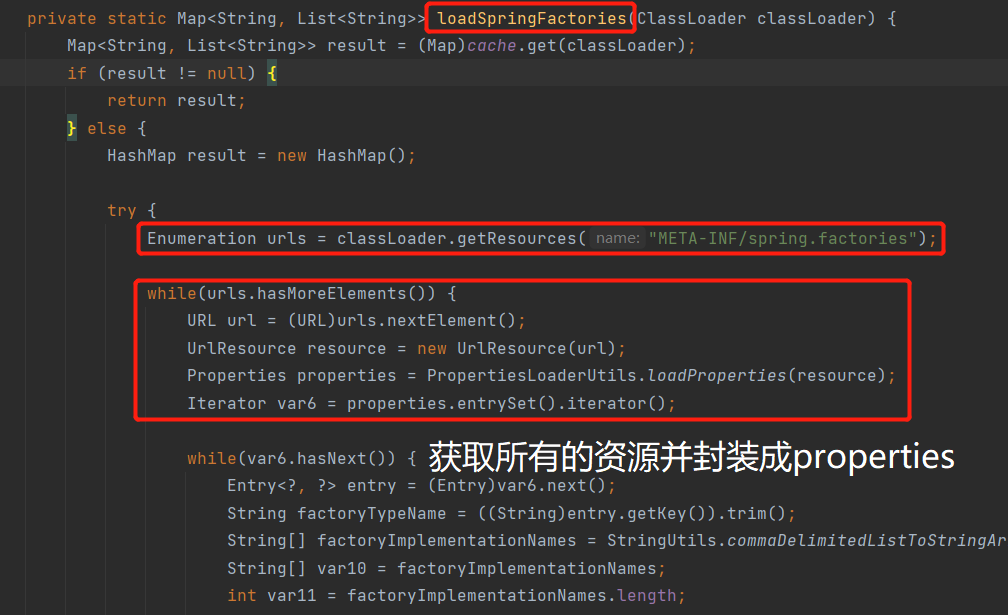 private static Map<String, List<String>> loadSpringFactories(ClassLoader classLoader) {
Map<String, List<String>> result = (Map)cache.get(classLoader);
if (result != null) {
return result;
} else {
HashMap result = new HashMap();
try {
Enumeration urls = classLoader.getResources( name: "META-INF/spring.factories");
while(urls.hasMoreElements()) {
URL url = (URL)urls.nextElement();
UrlResource resource = new UrlResource(url);
Properties properties = PropertiesLoaderUtils.loadProperties(resource);
Iterator var6 = properties.entrySet().iterator();
while(var6.hasNext()) { 获取所有的资源并封装成properties
Entry<?, ?> entry = (Entry)var6.next();
String factoryTypeName = ((String)entry.getKey()).trim();
String[] factoryImplementationNames = StringUtils.commaDelimitedListToStringAr
String[] var10 = factoryImplementationNames;
int var11 = factoryImplementationNames.length;